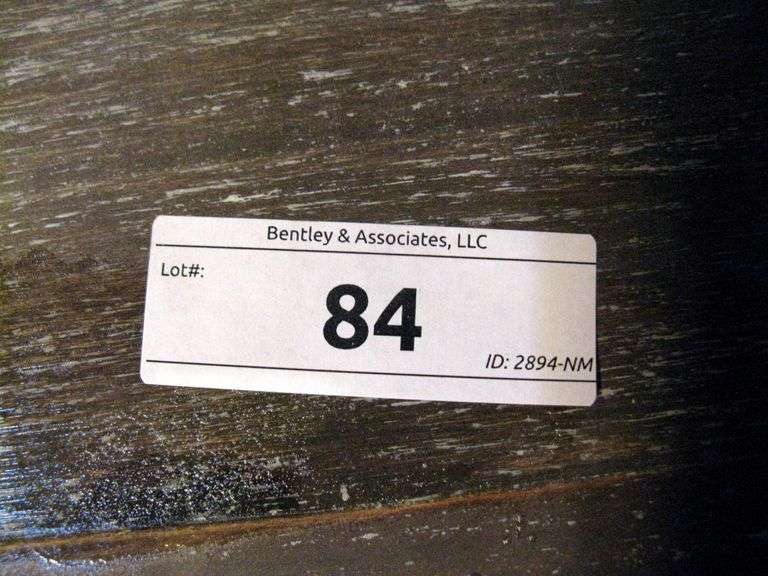 Bentley & Associates, LLC
Lot#:
84
ID: 2894-NM